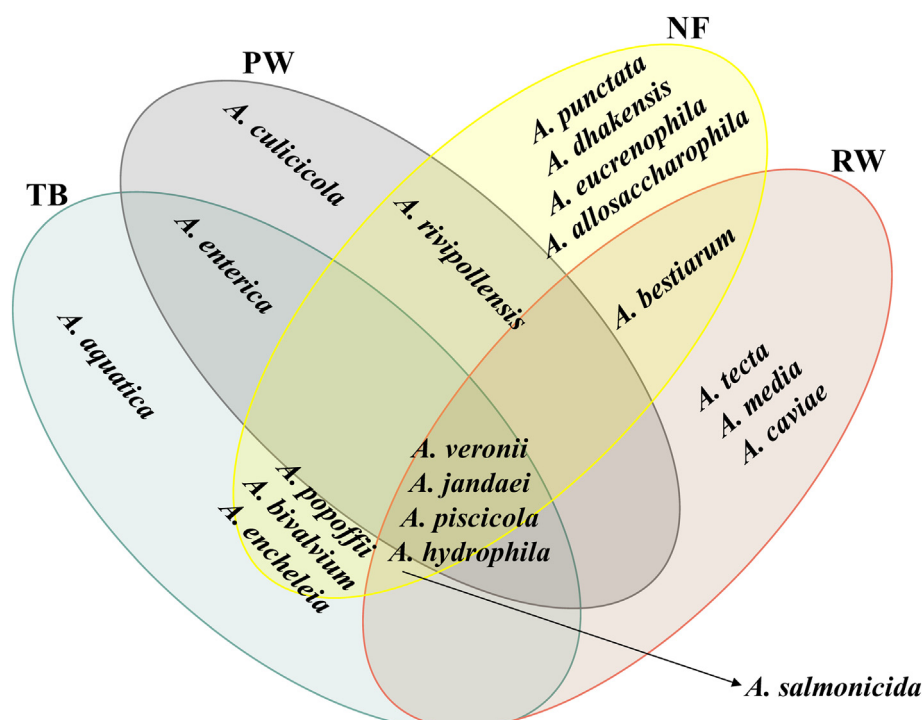 NF
PW
RW
TB
A. culicicola
A. punctata
A. dhakensis
A. eucrenophila
A. allosaccharophila
A. enterica
A. rivipollensis
A. bestiarum
A. aquatica
A. tecta
A. media
A. caviae
A. veronii
A. jandaei
A. piscicola
A. hydrophila
A. popoffii
A. bivalvium
A. encheleia
A. salmonicida